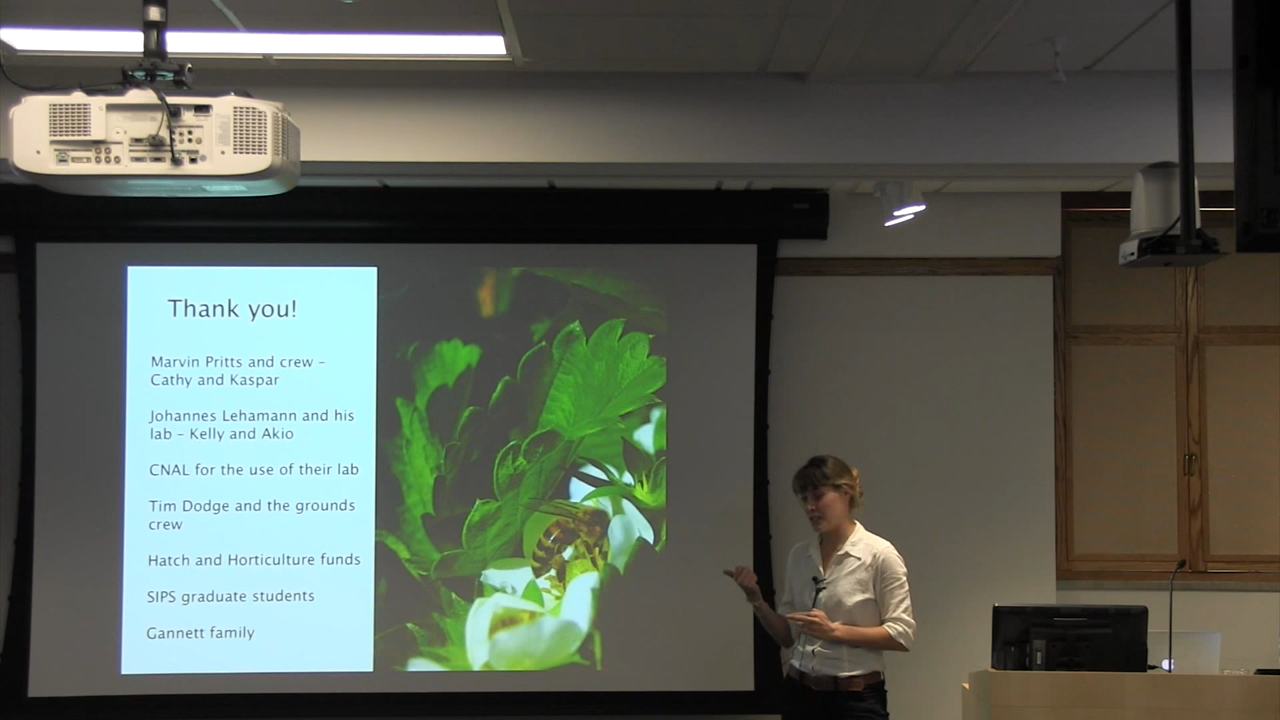 Thank you!
Marvin Pritts and crew –
Cathy and Kaspar
Johannes Lehamann and his
lab – Kelly and Akio
CNAL for the use of their lab
Tim Dodge and the grounds
crew
Hatch and Horticulture funds
SIPS graduate students
Gannett family